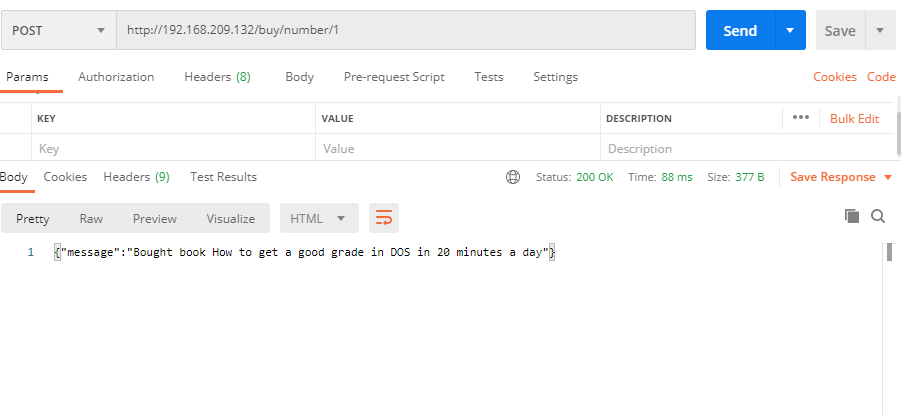 POST http://192.168.209.132/buy/number/1 Send Save
Params Authorization Headers (8) Body Pre-request Script Tests Settings Cookies Code
KEY VALUE DESCRIPTION ••• Bulk Edit
Key Value Description
Body Cookies Headers (9) Test Results Status: 200 OK Time: 88 ms Size: 377 B Save Response
Pretty Raw Preview Visualize HTML
1 {"message":"Bought book How to get a good grade in DOS in 20 minutes a day"}